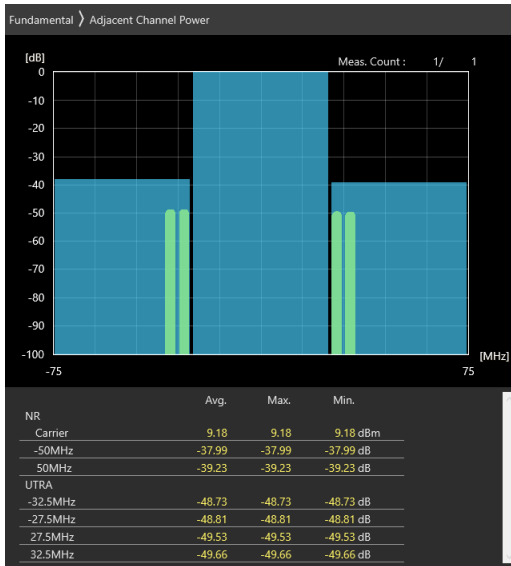 Fundamental 〉 Adjacent Channel Power
[dB]
Meas. Count : 1/ 1
0
-10
-20
-30
-40
-50
-60
-70
-80
-90
-100
[MHz]
-75 75
Avg. Max. Min.
NR
Carrier 9.18 9.18 9.18 dBm
-50MHz -37.99 -37.99 -37.99 dB
50MHz -39.23 -39.23 -39.23 dB
UTRA
-32.5MHz -48.73 -48.73 -48.73 dB
-27.5MHz -48.81 -48.81 -48.81 dB
27.5MHz -49.53 -49.53 -49.53 dB
32.5MHz -49.66 -49.66 -49.66 dB